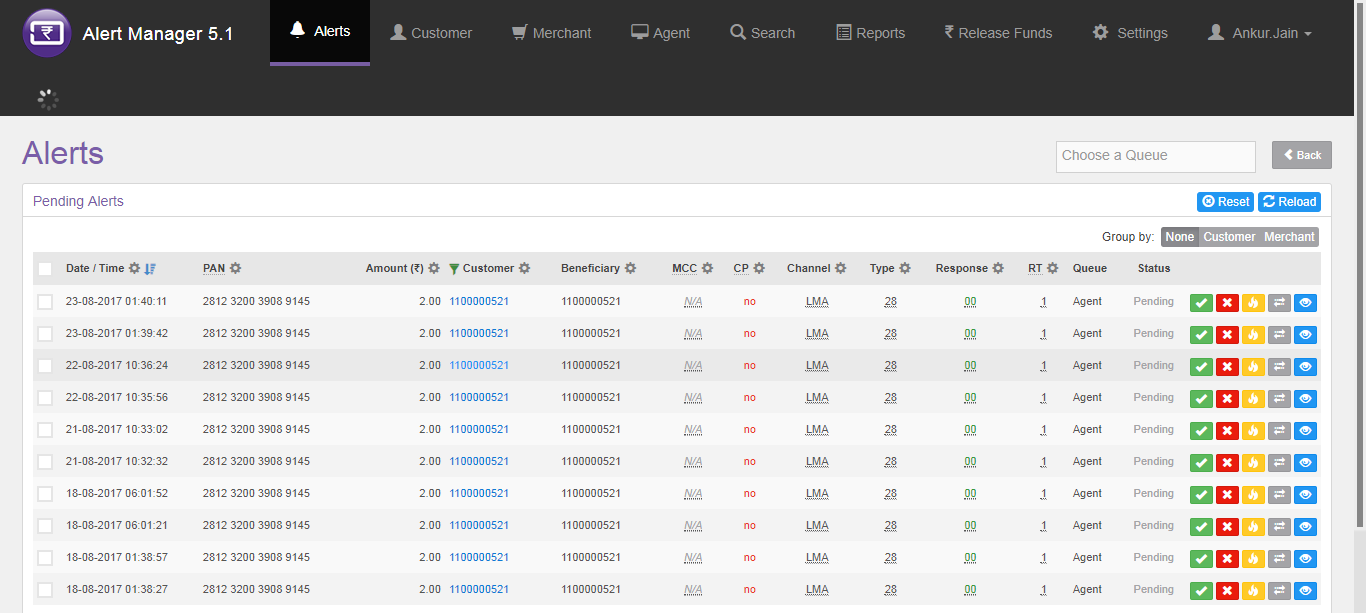 Alert Manager 5.1 Alerts Customer Merchant Agent Search Reports ₹ Release Funds Settings Ankur.Jain
Alerts
Choose a Queue Back
Pending Alerts Reset Reload
Group by: None Customer Merchant
Date / Time PAN Amount (₹) Customer Beneficiary MCC CP Channel Type Response RT Queue Status
23-08-2017 01:40:11 2812 3200 3908 9145 2.00 1100000521 1100000521 N/A no LMA 28 00 1 Agent Pending
23-08-2017 01:39:42 2812 3200 3908 9145 2.00 1100000521 1100000521 N/A no LMA 28 00 1 Agent Pending
22-08-2017 10:36:24 2812 3200 3908 9145 2.00 1100000521 1100000521 N/A no LMA 28 00 1 Agent Pending
22-08-2017 10:35:56 2812 3200 3908 9145 2.00 1100000521 1100000521 N/A no LMA 28 00 1 Agent Pending
21-08-2017 10:33:02 2812 3200 3908 9145 2.00 1100000521 1100000521 N/A no LMA 28 00 1 Agent Pending
21-08-2017 10:32:32 2812 3200 3908 9145 2.00 1100000521 1100000521 N/A no LMA 28 00 1 Agent Pending
18-08-2017 06:01:52 2812 3200 3908 9145 2.00 1100000521 1100000521 N/A no LMA 28 00 1 Agent Pending
18-08-2017 06:01:21 2812 3200 3908 9145 2.00 1100000521 1100000521 N/A no LMA 28 00 1 Agent Pending
18-08-2017 01:38:57 2812 3200 3908 9145 2.00 1100000521 1100000521 N/A no LMA 28 00 1 Agent Pending
18-08-2017 01:38:27 2812 3200 3908 9145 2.00 1100000521 1100000521 N/A no LMA 28 00 1 Agent Pending